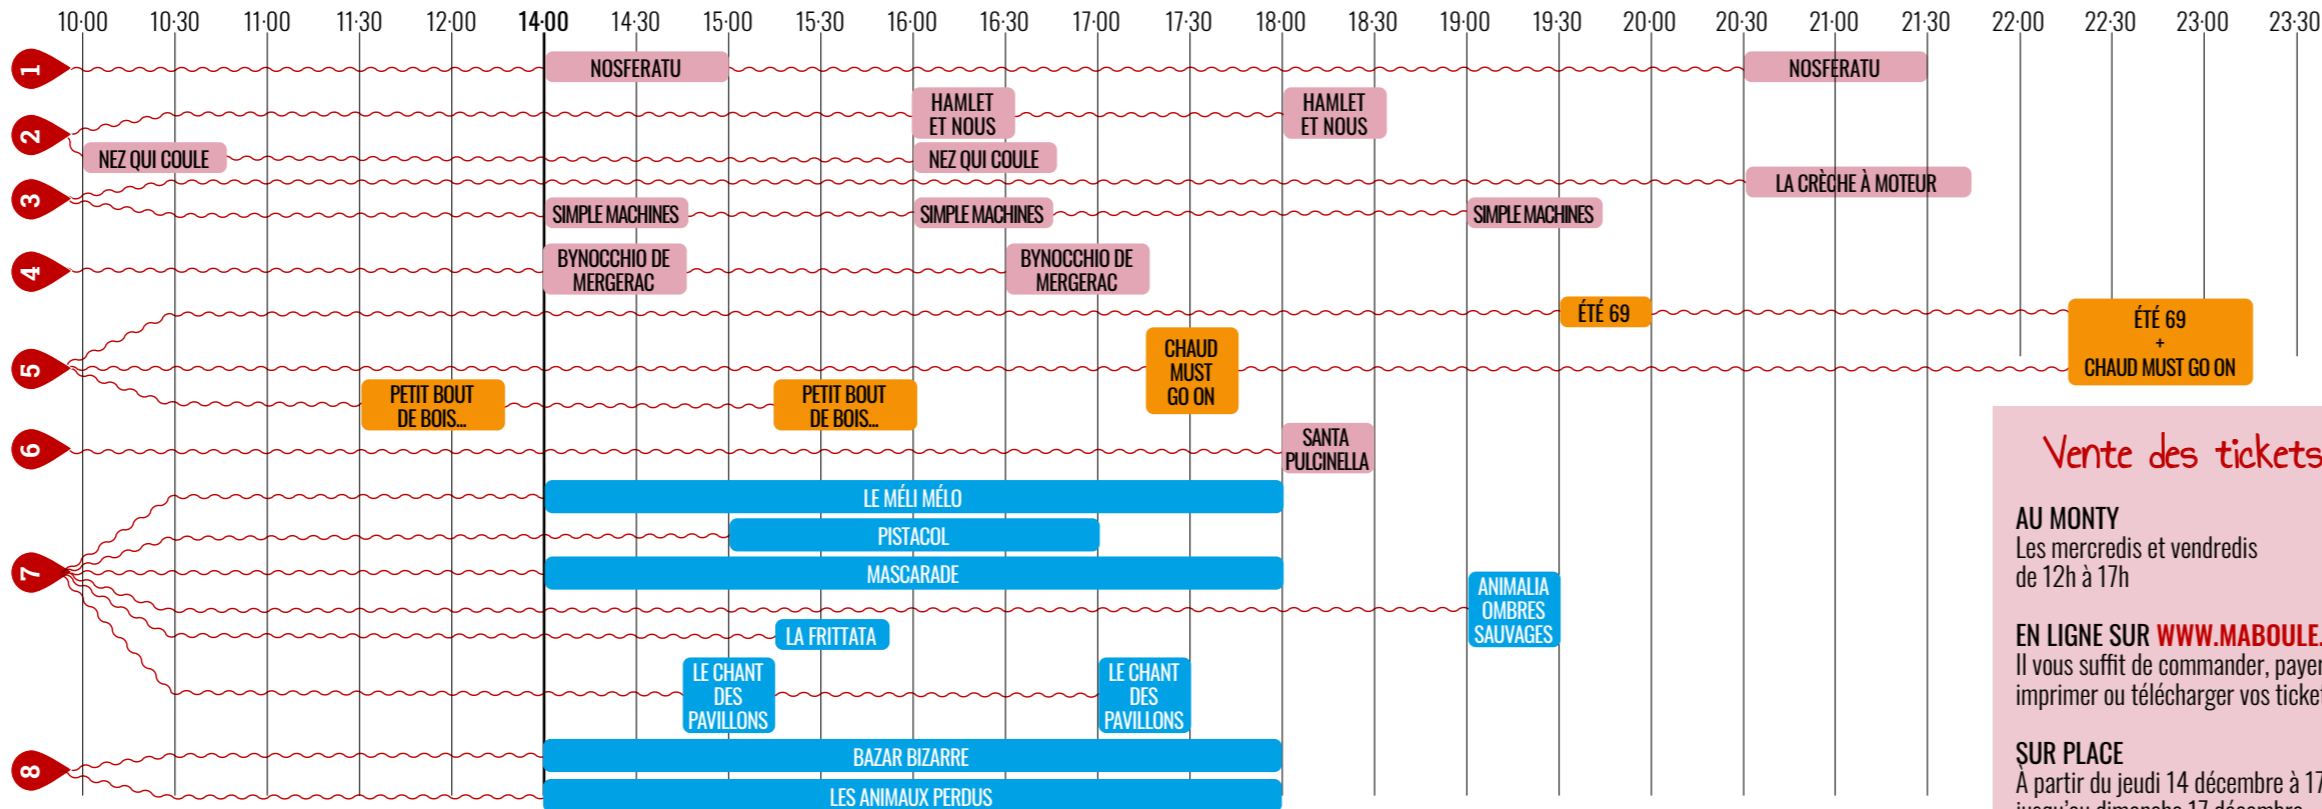 10:00 10:30 11:00 11:30 12:00 14:00 14:30 15:00 15:30 16:00 16:30 17:00 17:30 18:00 18:30 19:00 19:30 20:00 20:30 21:00 21:30 22:00 22:30 23:00 23:30
1
NOSFERATU
NOSFERATU
2
HAMLET
ET NOUS
HAMLET
ET NOUS
NEZ QUI COULE
NEZ QUI COULE
3
LA CRÈCHE À MOTEUR
SIMPLE MACHINES
SIMPLE MACHINES
SIMPLE MACHINES
4
BYNOCCHIO DE
MERGERAC
BYNOCCHIO DE
MERGERAC
5
ÉTÉ 69
ÉTÉ 69
+
CHAUD MUST GO ON
CHAUD
MUST
GO ON
PETIT BOUT
DE BOIS...
PETIT BOUT
DE BOIS...
6
SANTA
PULCINELLA
7
LE MÉLI MÉLO
PISTACOL
MASCARADE
ANIMALIA
OMBRES
SAUVAGES
LA FRITTATA
LE CHANT
DES
PAVILLONS
LE CHANT
DES
PAVILLONS
8
BAZAR BIZARRE
LES ANIMAUX PERDUS
Vente des tickets
AU MONTY
Les mercredis et vendredis
de 12h à 17h
EN LIGNE SUR WWW.MABOULE.
Il vous suffit de commander, payer
imprimer ou télécharger vos ticket
SUR PLACE
À partir du jeudi 14 décembre à 17
jusqu'au dimanche 17 décembre